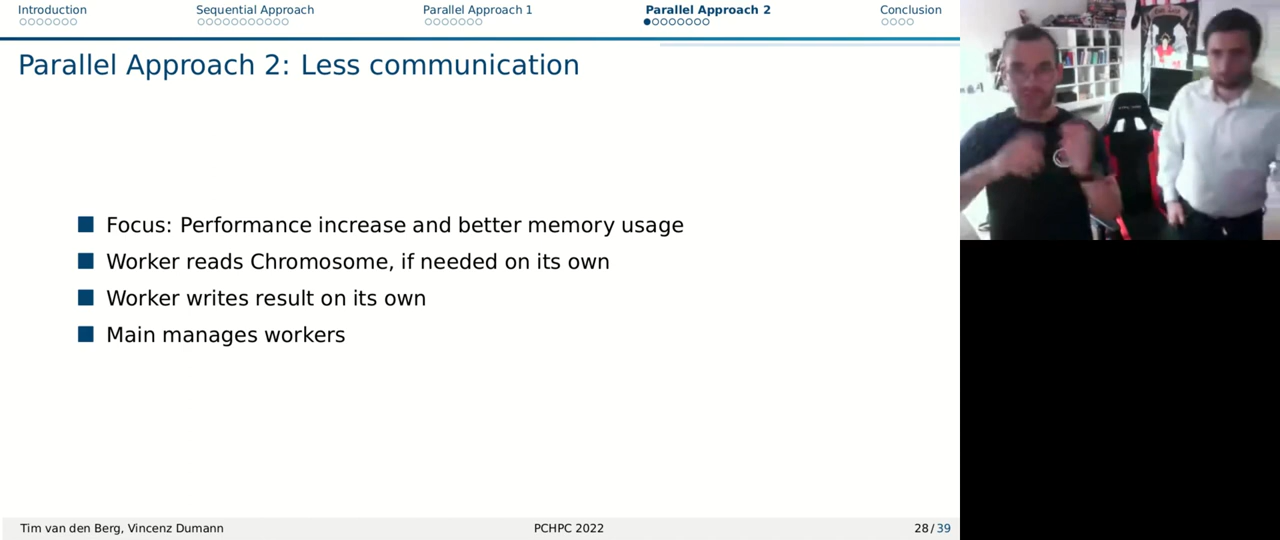 Introduction
Sequential Approach
Parallel Approach 1
Parallel Approach 2
Conclusion
Parallel Approach 2: Less communication
Focus: Performance increase and better memory usage
Worker reads Chromosome, if needed on its own
Worker writes result on its own
Main manages workers
Tim van den Berg, Vincenz Dumann
PCHPC 2022
28/39